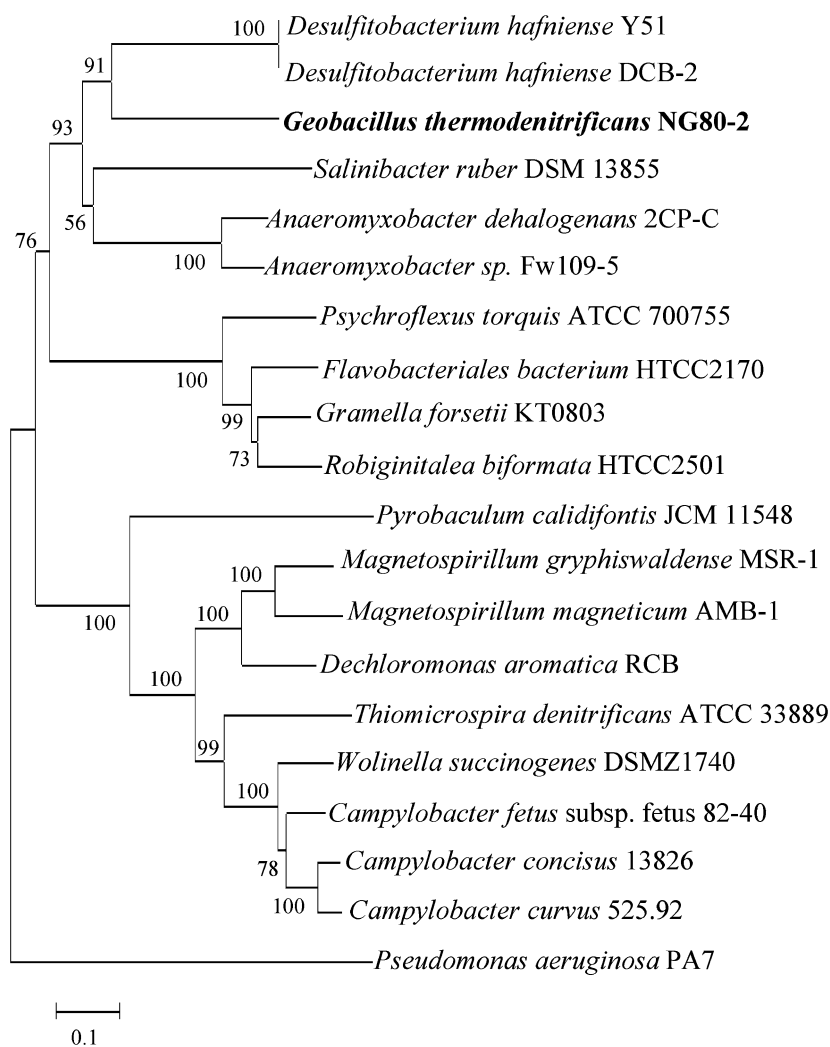 100
Desulfitobacterium hafniense Y51
91
Desulfitobacterium hafniense DCB-2
93
Geobacillus thermodenitrificans NG80-2
Salinibacter ruber DSM 13855
56
Anaeromyxobacter dehalogenans 2CP-C
76
100
Anaeromyxobacter sp. Fw109-5
Psychroflexus torquis ATCC 700755
100
Flavobacteriales bacterium HTCC2170
99
Gramella forsetii KT0803
73
Robiginitalea biformata HTCC2501
Pyrobaculum calidifontis JCM 11548
100
Magnetospirillum gryphiswaldense MSR-1
100
100
Magnetospirillum magneticum AMB-1
100
Dechloromonas aromatica RCB
Thiomicrospira denitrificans ATCC 33889
99
Wolinella succinogenes DSMZ1740
100
Campylobacter fetus subsp. fetus 82-40
78
Campylobacter concisus 13826
100
Campylobacter curvus 525.92
Pseudomonas aeruginosa PA7
0.1